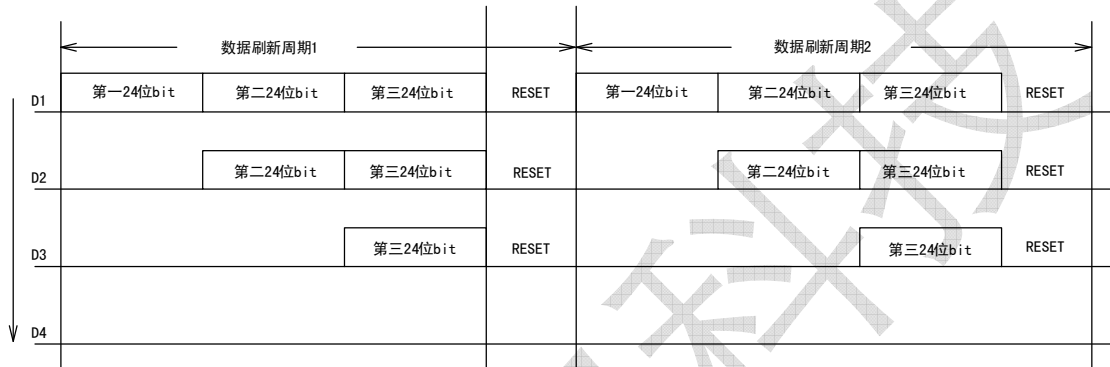 数据刷新周期1 数据刷新周期2
D1 第一24位bit 第二24位bit 第三24位bit RESET 第一24位bit 第二24位bit 第三24位bit RESET
D2 第二24位bit 第三24位bit RESET 第二24位bit 第三24位bit RESET
D3 第三24位bit RESET 第三24位bit RESET
D4
科技